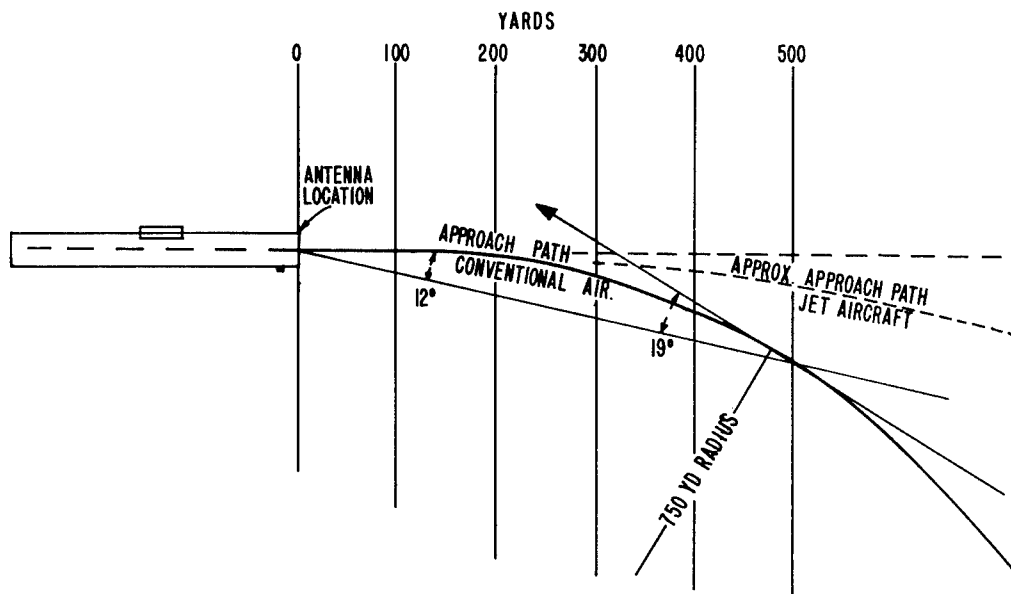 YARDS
0 100 200 300 400 500
ANTENNA
LOCATION
APPROACH PATH
CONVENTIONAL AIR.
APPROX. APPROACH PATH
JET AIRCRAFT
12°
19°
750 YD RADIUS